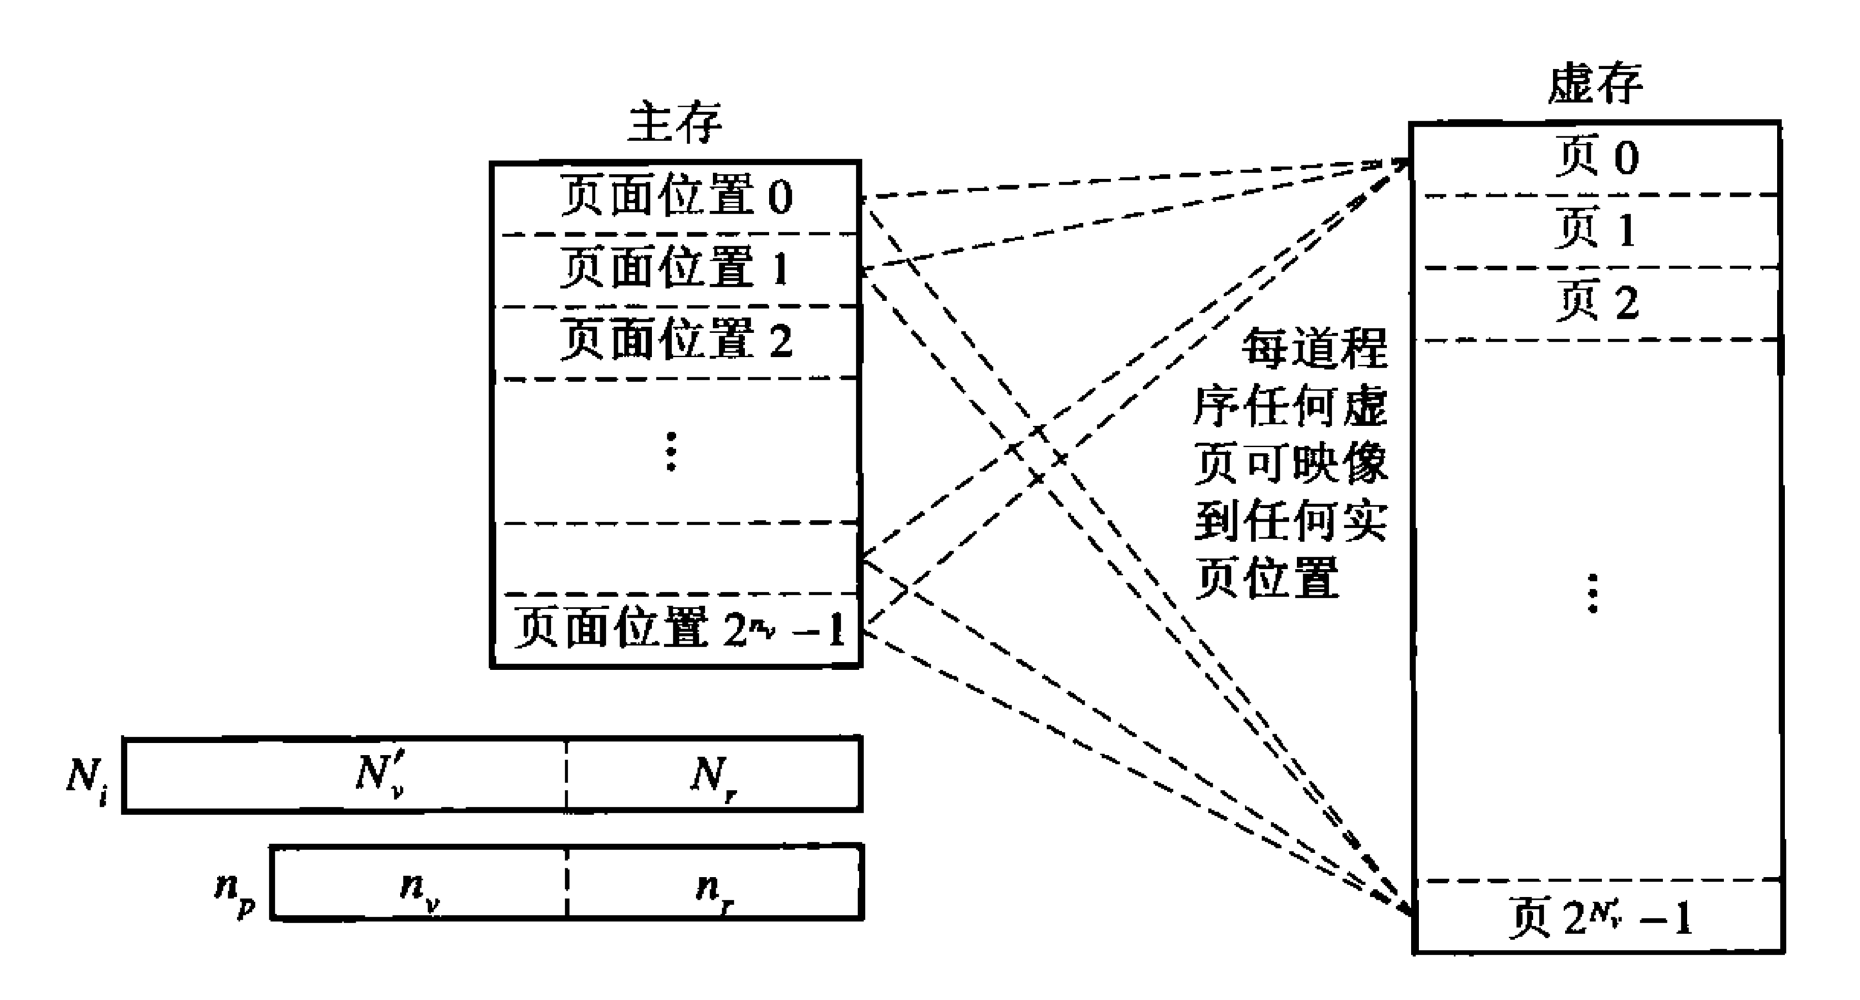 主存
页面位置 0
页面位置 1
页面位置 2
⋮
页面位置 2^{n_v} -1
虚存
页 0
页 1
页 2
⋮
页 2^{N'_v} -1
每道程
序任何虚
页可映像
到任何实
页位置
N_i N'_v N_r
n_p n_v n_r